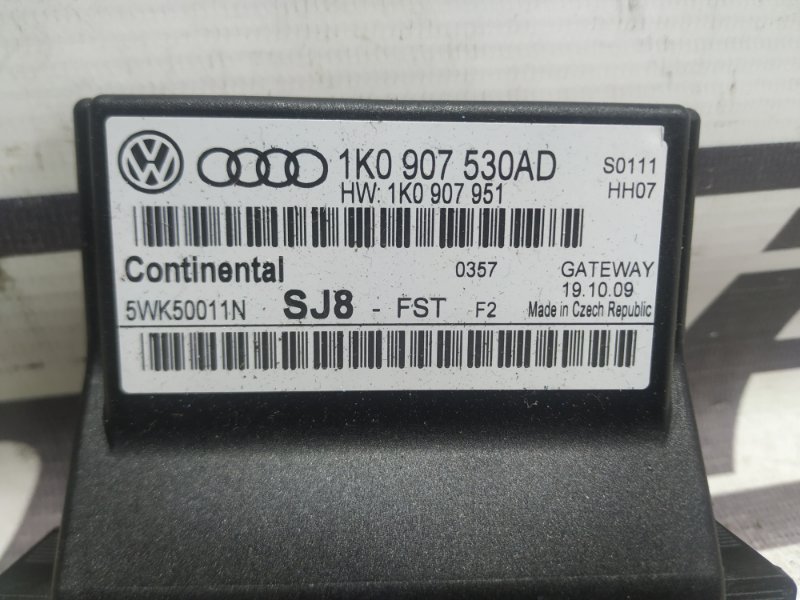 1K0 907 530AD S0111
HW: 1K0 907 951 HH07
Continental 0357 GATEWAY
19.10.09
5WK50011N SJ8 - FST F2 Made in Czech Republic